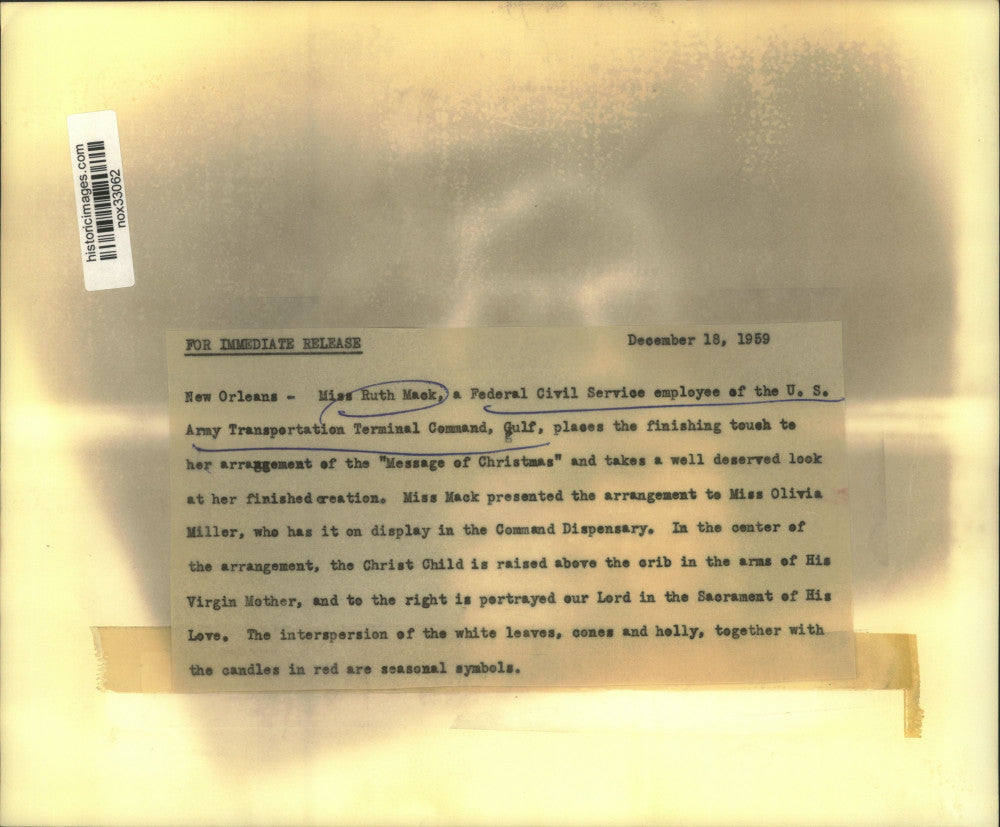 historicimages.com
nox33062
FOR IMMEDIATE RELEASE
December 18, 1959
New Orleans - Miss Ruth Mack, a Federal Civil Service employee of the U. S.
Army Transportation Terminal Command, Gulf, places the finishing touch to
her arrangement of the "Message of Christmas" and takes a well deserved look
at her finished creation. Miss Mack presented the arrangement to Miss Olivia
Miller, who has it on display in the Command Dispensary. In the center of
the arrangement, the Christ Child is raised above the crib in the arms of His
Virgin Mother, and to the right is portrayed our Lord in the Sacrament of His
Love. The interspersion of the white leaves, cones and holly, together with
the candles in red are seasonal symbols.